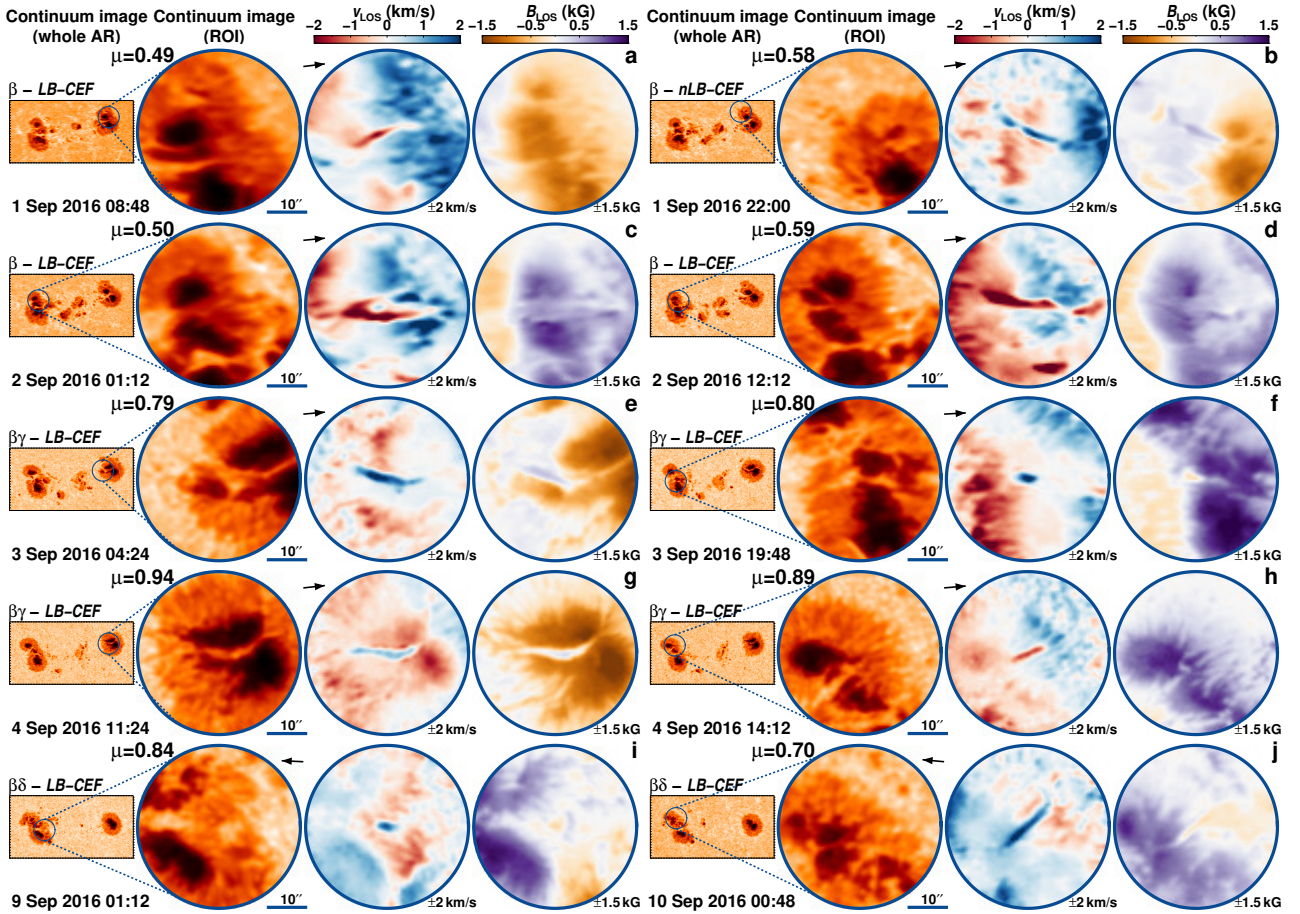 Continuum image Continuum image v_LOS (km/s) B_LOS (kG) Continuum image Continuum image v_LOS (km/s) B_LOS (kG)
(whole AR) (ROI) −2 −1 0 1 2 −1.5 −0.5 0.5 1.5 (whole AR) (ROI) −2 −1 0 1 2 −1.5 −0.5 0.5 1.5
μ=0.49 a μ=0.58 b
β − LB−CEF β − nLB−CEF
1 Sep 2016 08:48 10″ ±2 km/s ±1.5 kG 1 Sep 2016 22:00 10″ ±2 km/s ±1.5 kG
μ=0.50 c μ=0.59 d
β − LB−CEF β − LB−CEF
2 Sep 2016 01:12 10″ ±2 km/s ±1.5 kG 2 Sep 2016 12:12 10″ ±2 km/s ±1.5 kG
μ=0.79 e μ=0.80 f
βγ − LB−CEF βγ − LB−CEF
3 Sep 2016 04:24 10″ ±2 km/s ±1.5 kG 3 Sep 2016 19:48 10″ ±2 km/s ±1.5 kG
μ=0.94 g μ=0.89 h
βγ − LB−CEF βγ − LB−CEF
4 Sep 2016 11:24 10″ ±2 km/s ±1.5 kG 4 Sep 2016 14:12 10″ ±2 km/s ±1.5 kG
μ=0.84 i μ=0.70 j
βδ − LB−CEF βδ − LB−CEF
9 Sep 2016 01:12 10″ ±2 km/s ±1.5 kG 10 Sep 2016 00:48 10″ ±2 km/s ±1.5 kG